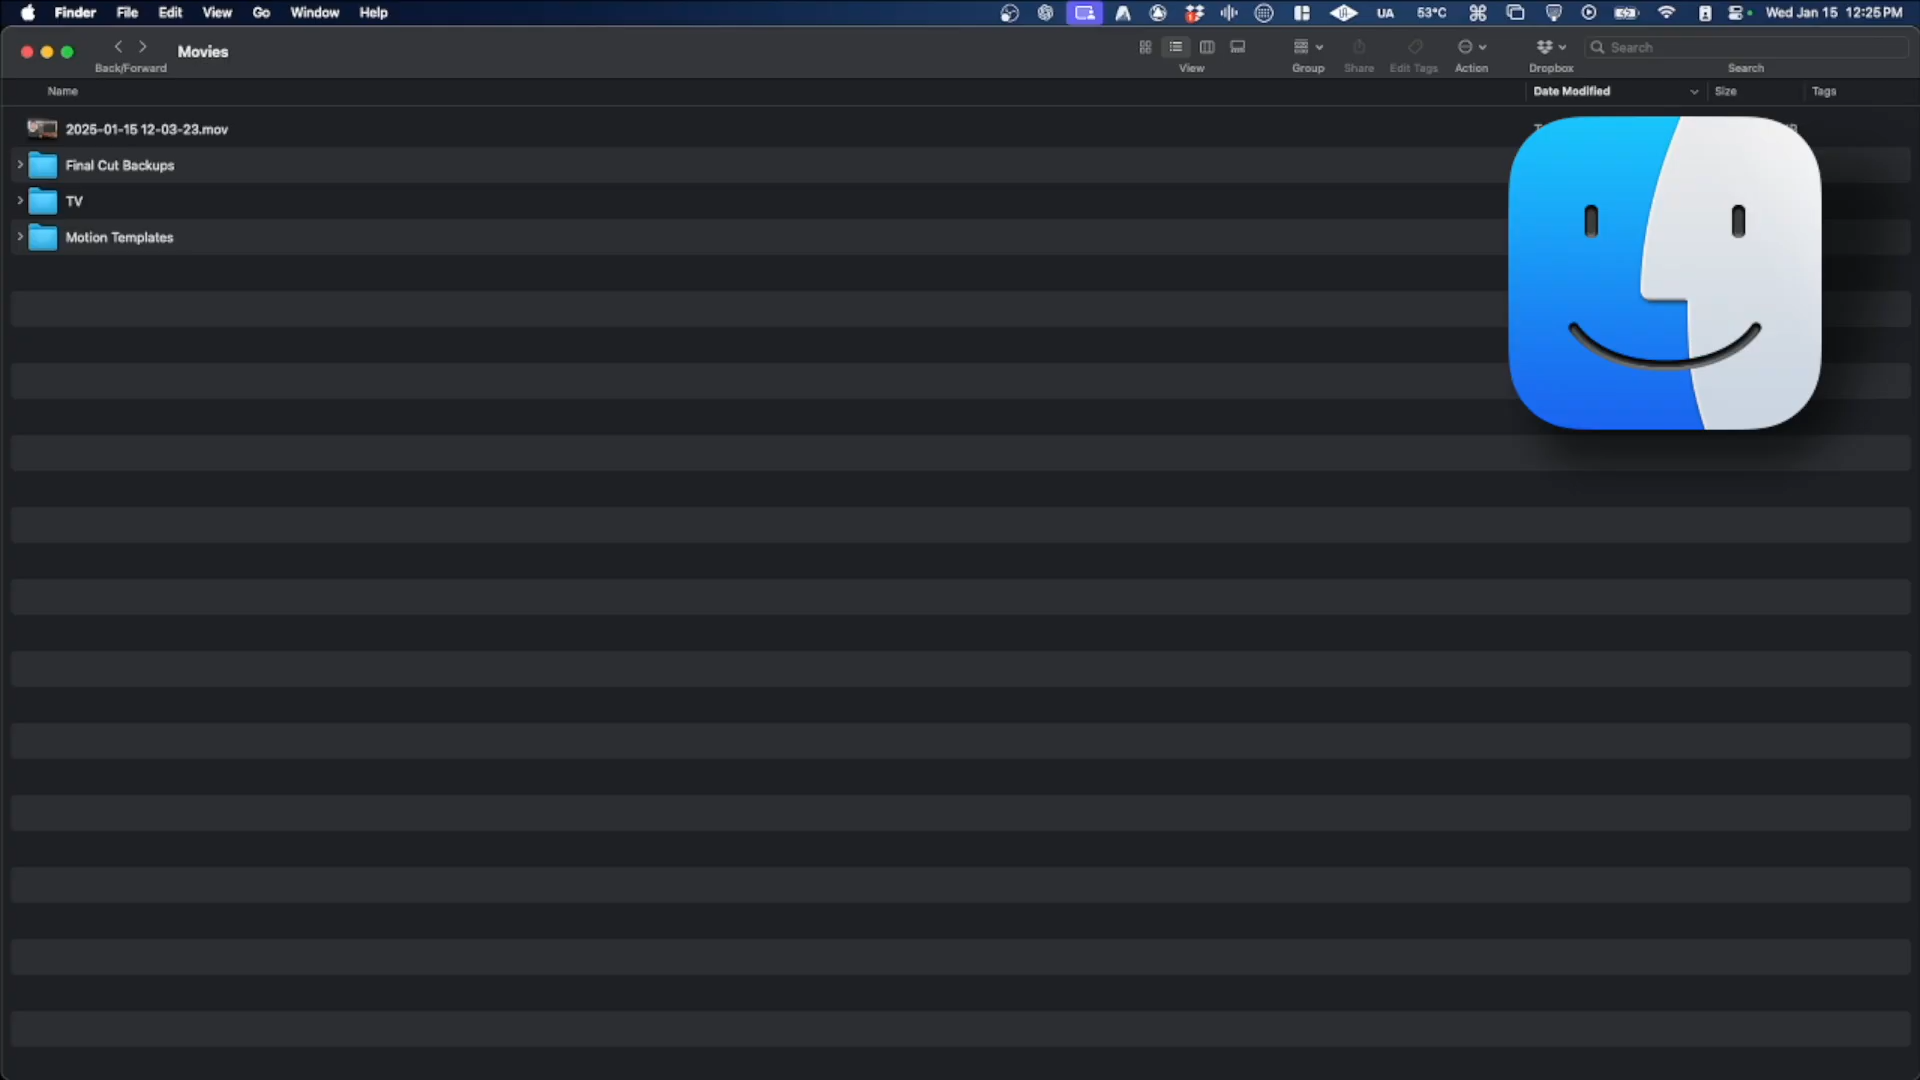 Finder File Edit View Go Window Help UA 53°C Wed Jan 15 12:25 PM
Movies
Search
Back/Forward View Group Share Edit Tags Action Dropbox Search
Name Date Modified Size Tags
2025-01-15 12-03-23.mov
Final Cut Backups
TV
Motion Templates